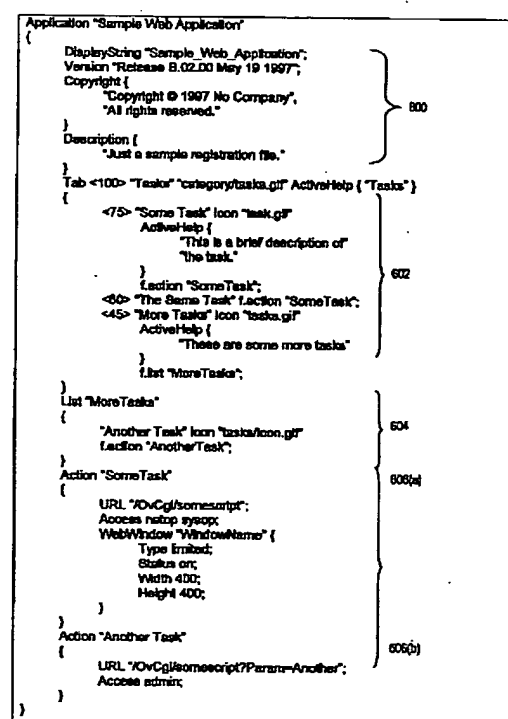 Application "Sample Web Application"
{
DisplayString "Sample_Web_Application";
Version "Release B.02.00 May 19 1997";
Copyright {
"Copyright © 1997 No Company",
"All rights reserved."
}
Description {
"Just a sample registration file."
}
600
Tab <100> "Tasks" "category/tasks.gif" ActiveHelp { "Tasks" }
{
<75> "Some Task" Icon "task.gif"
ActiveHelp {
"This is a brief description of"
"the task."
}
f.action "SomeTask";
<60> "The Same Task" f.action "SomeTask";
<45> "More Tasks" Icon "tasks.gif"
ActiveHelp {
"These are some more tasks"
}
f.list "MoreTasks";
}
602
List "MoreTasks"
{
"Another Task" Icon "tasks/icon.gif"
f.action "AnotherTask";
}
604
Action "SomeTask"
{
URL "/OvCgi/somescript";
Access netop sysop;
WebWindow "WindowName" {
Type limited;
Status on;
Width 400;
Height 400;
}
}
606(a)
Action "Another Task"
{
URL "/OvCgi/somescript?Param=Another";
Access admin;
}
606(b)
}